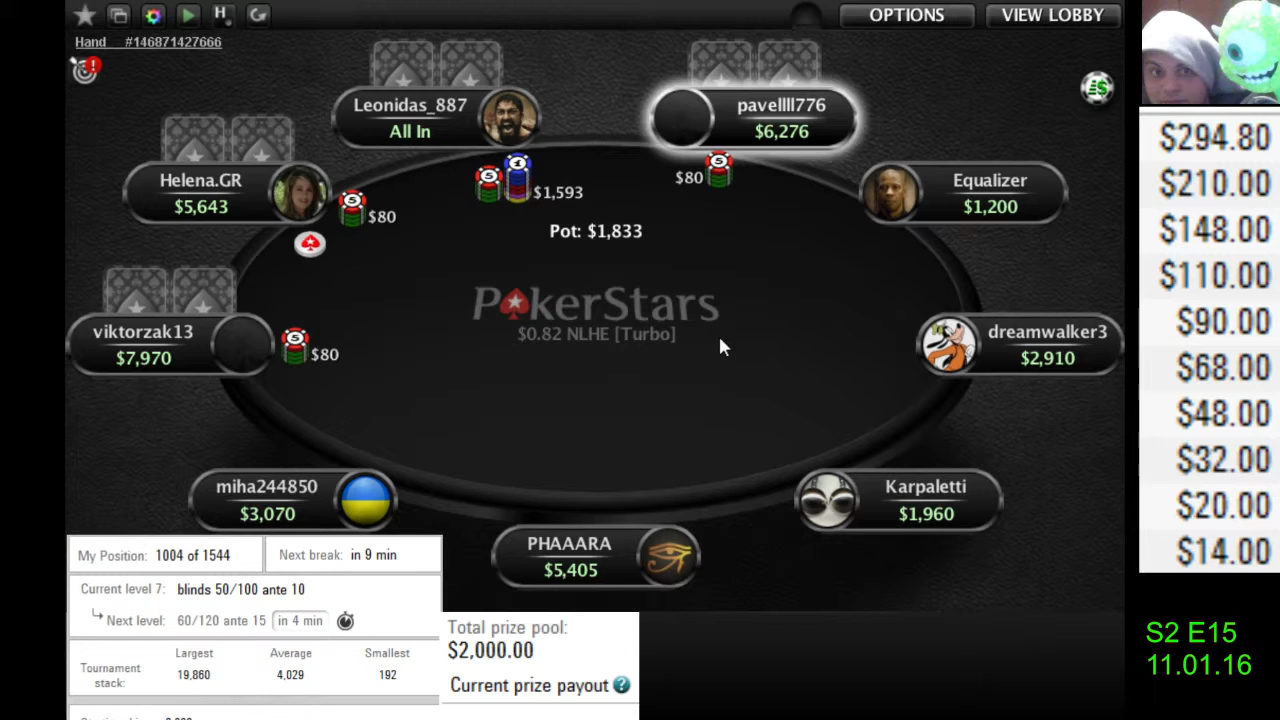 OPTIONS
VIEW LOBBY
Hand #146871427666
Leonidas_887
All In
pavellll776
$6,276
Helena.GR
$5,643
Equalizer
$1,200
$1,593
$80
$80
Pot: $1,833
PokerStars
$0.82 NLHE [Turbo]
viktorzak13
$7,970
$80
dreamwalker3
$2,910
miha244850
$3,070
Karpaletti
$1,960
PHAAARA
$5,405
My Position: 1004 of 1544
Next break: in 9 min
Current level 7: blinds 50/100 ante 10
Next level: 60/120 ante 15 in 4 min
Largest Average Smallest
Tournament stack: 19,860 4,029 192
Total prize pool:
$2,000.00
Current prize payout
$294.80
$210.00
$148.00
$110.00
$90.00
$68.00
$48.00
$32.00
$20.00
$14.00
S2 E15
11.01.16